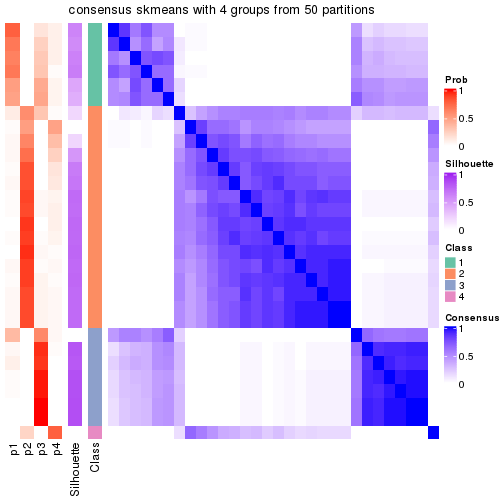 consensus skmeans with 4 groups from 50 partitions
Prob
1
0.5
0
Silhouette
1
0.5
0
Class
1
2
3
4
Consensus
1
0.5
0
p1
p2
p3
p4
Silhouette
Class